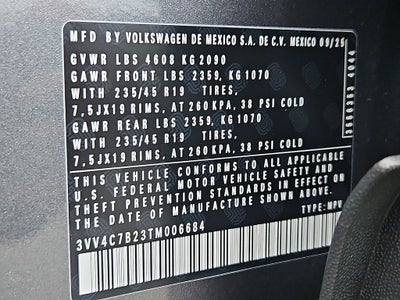 MFD BY VOLKSWAGEN DE MEXICO S.A. DE C.V. MEXICO 09/25
GVWR LBS 4608 KG 2090
GAWR FRONT LBS 2359, KG 1070
WITH 235/45 R19 TIRES,
7,5JX19 RIMS, AT 260 KPA, 38 PSI COLD
GAWR REAR LBS 2359, KG 1070
WITH 235/45 R19 TIRES,
7,5JX19 RIMS, AT 260 KPA, 38 PSI COLD
THIS VEHICLE CONFORMS TO ALL APPLICABLE
U.S. FEDERAL MOTOR VEHICLE SAFETY AND
THEFT PREVENTION STANDARDS IN EFFECT ON
THE DATE OF MANUFACTURE SHOWN ABOVE.
3VV4C7B23TM006684 TYPE: MPV